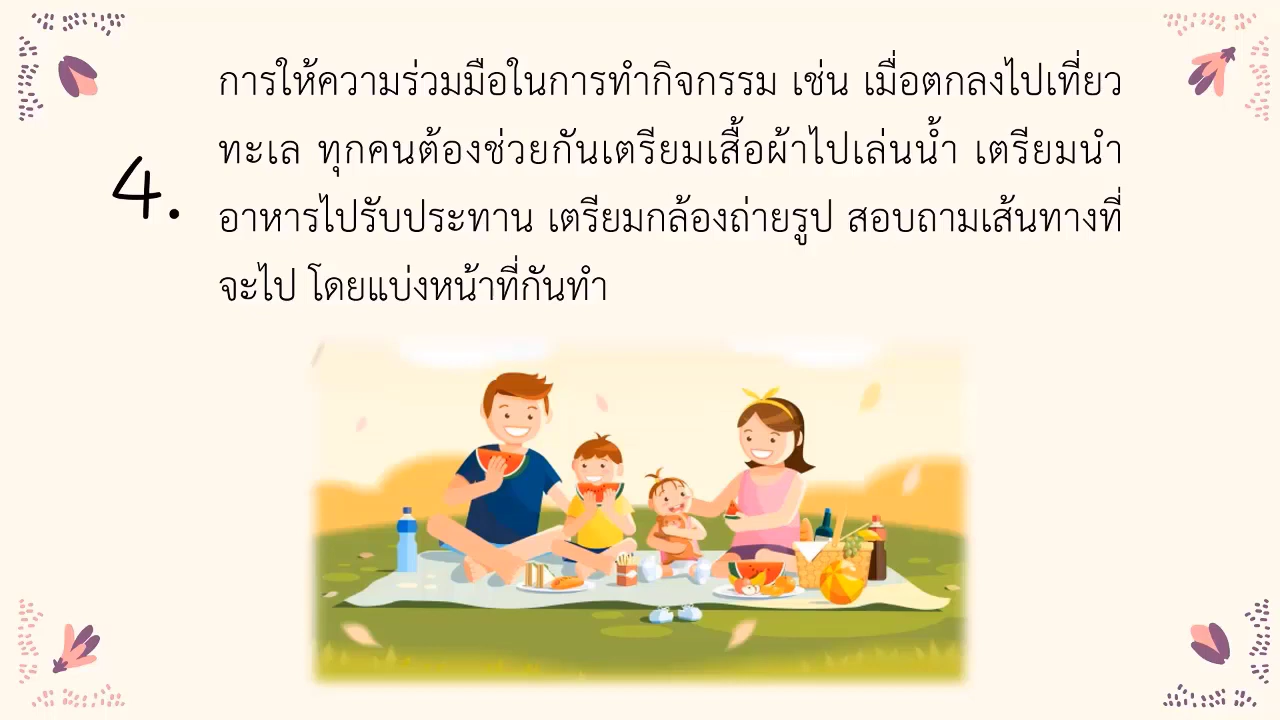 4.
การให้ความร่วมมือในการทำกิจกรรม เช่น เมื่อตกลงไปเที่ยว
ทะเล ทุกคนต้องช่วยกันเตรียมเสื้อผ้าไปเล่นน้ำ เตรียมนำ
อาหารไปรับประทาน เตรียมกล้องถ่ายรูป สอบถามเส้นทางที่
จะไป โดยแบ่งหน้าที่กันทำ